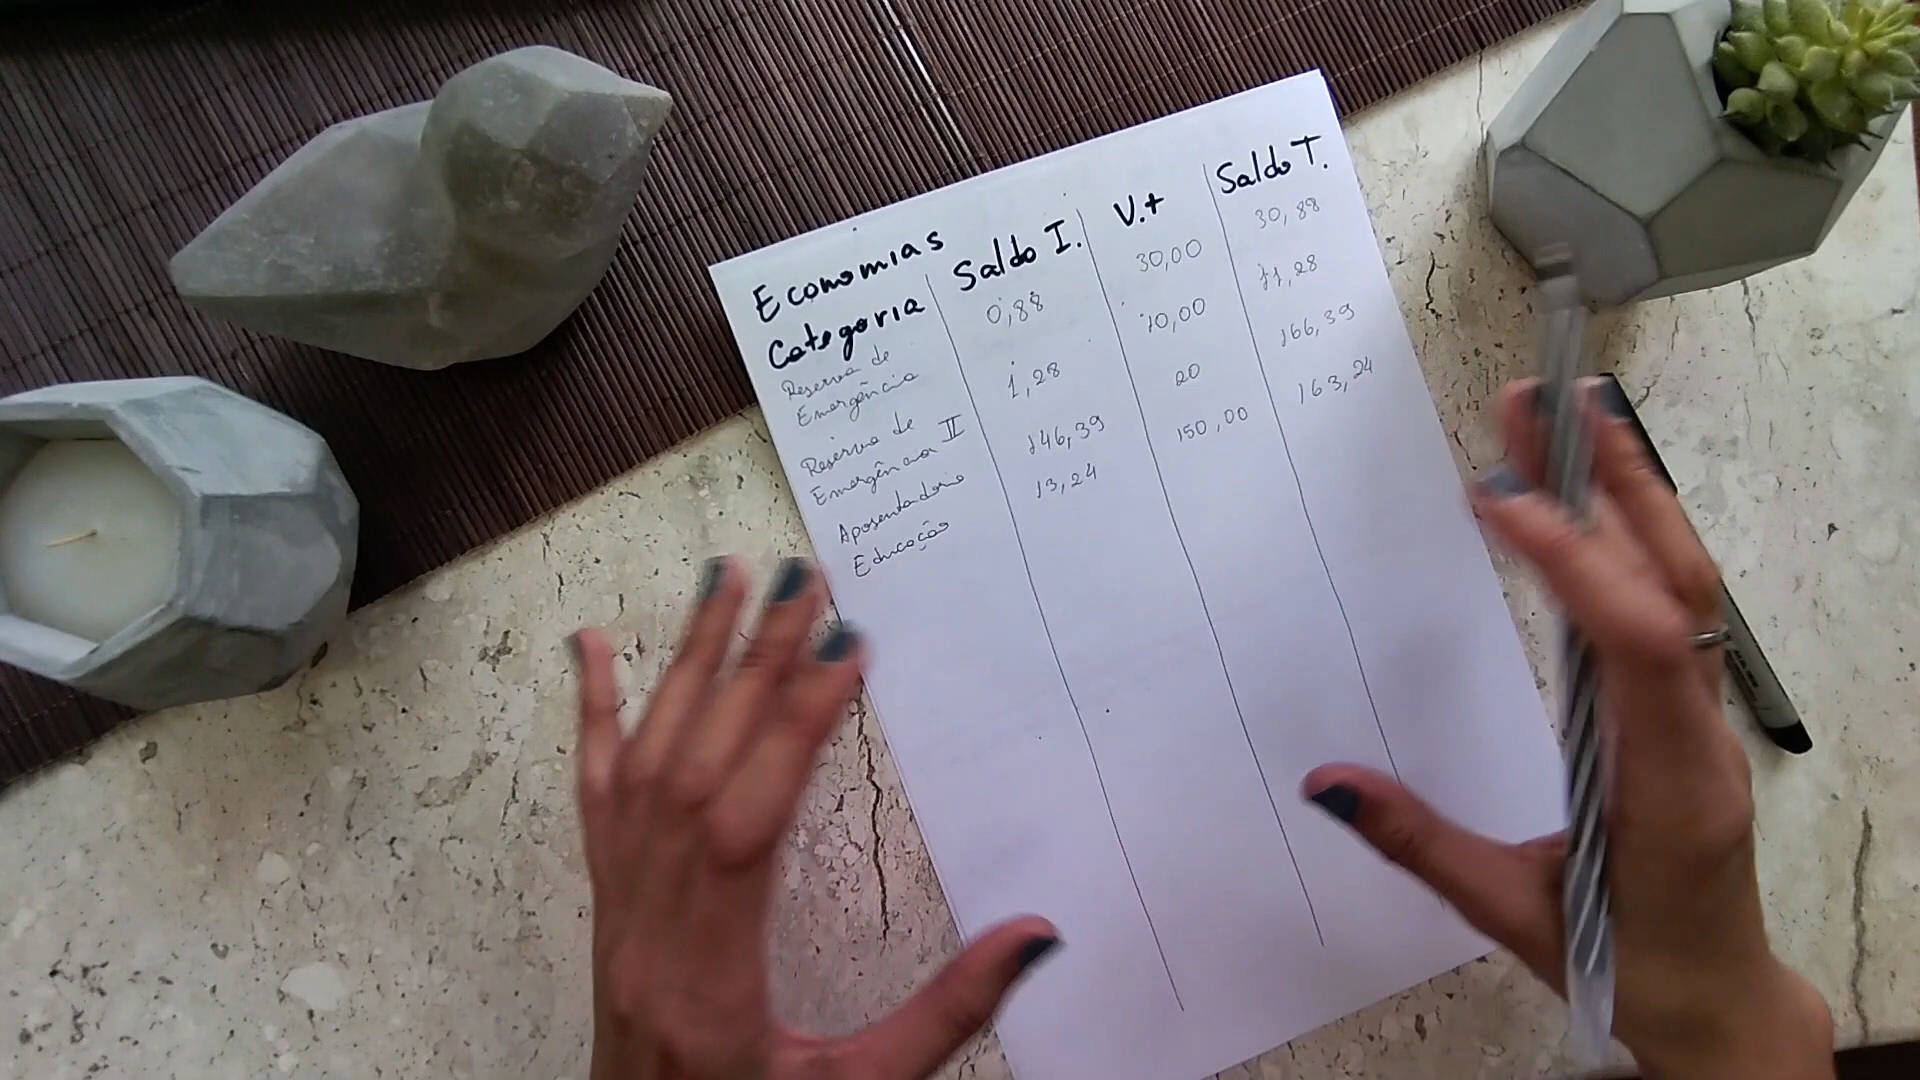 Economias
Categoria Saldo I. V.+ Saldo T.
Reserva de
Emergência 0,88 30,00 30,88
Reserva de
Emergência II 1,28 10,00 11,28
Aposentadoria 146,39 20 166,39
Educação 13,24 150,00 163,24